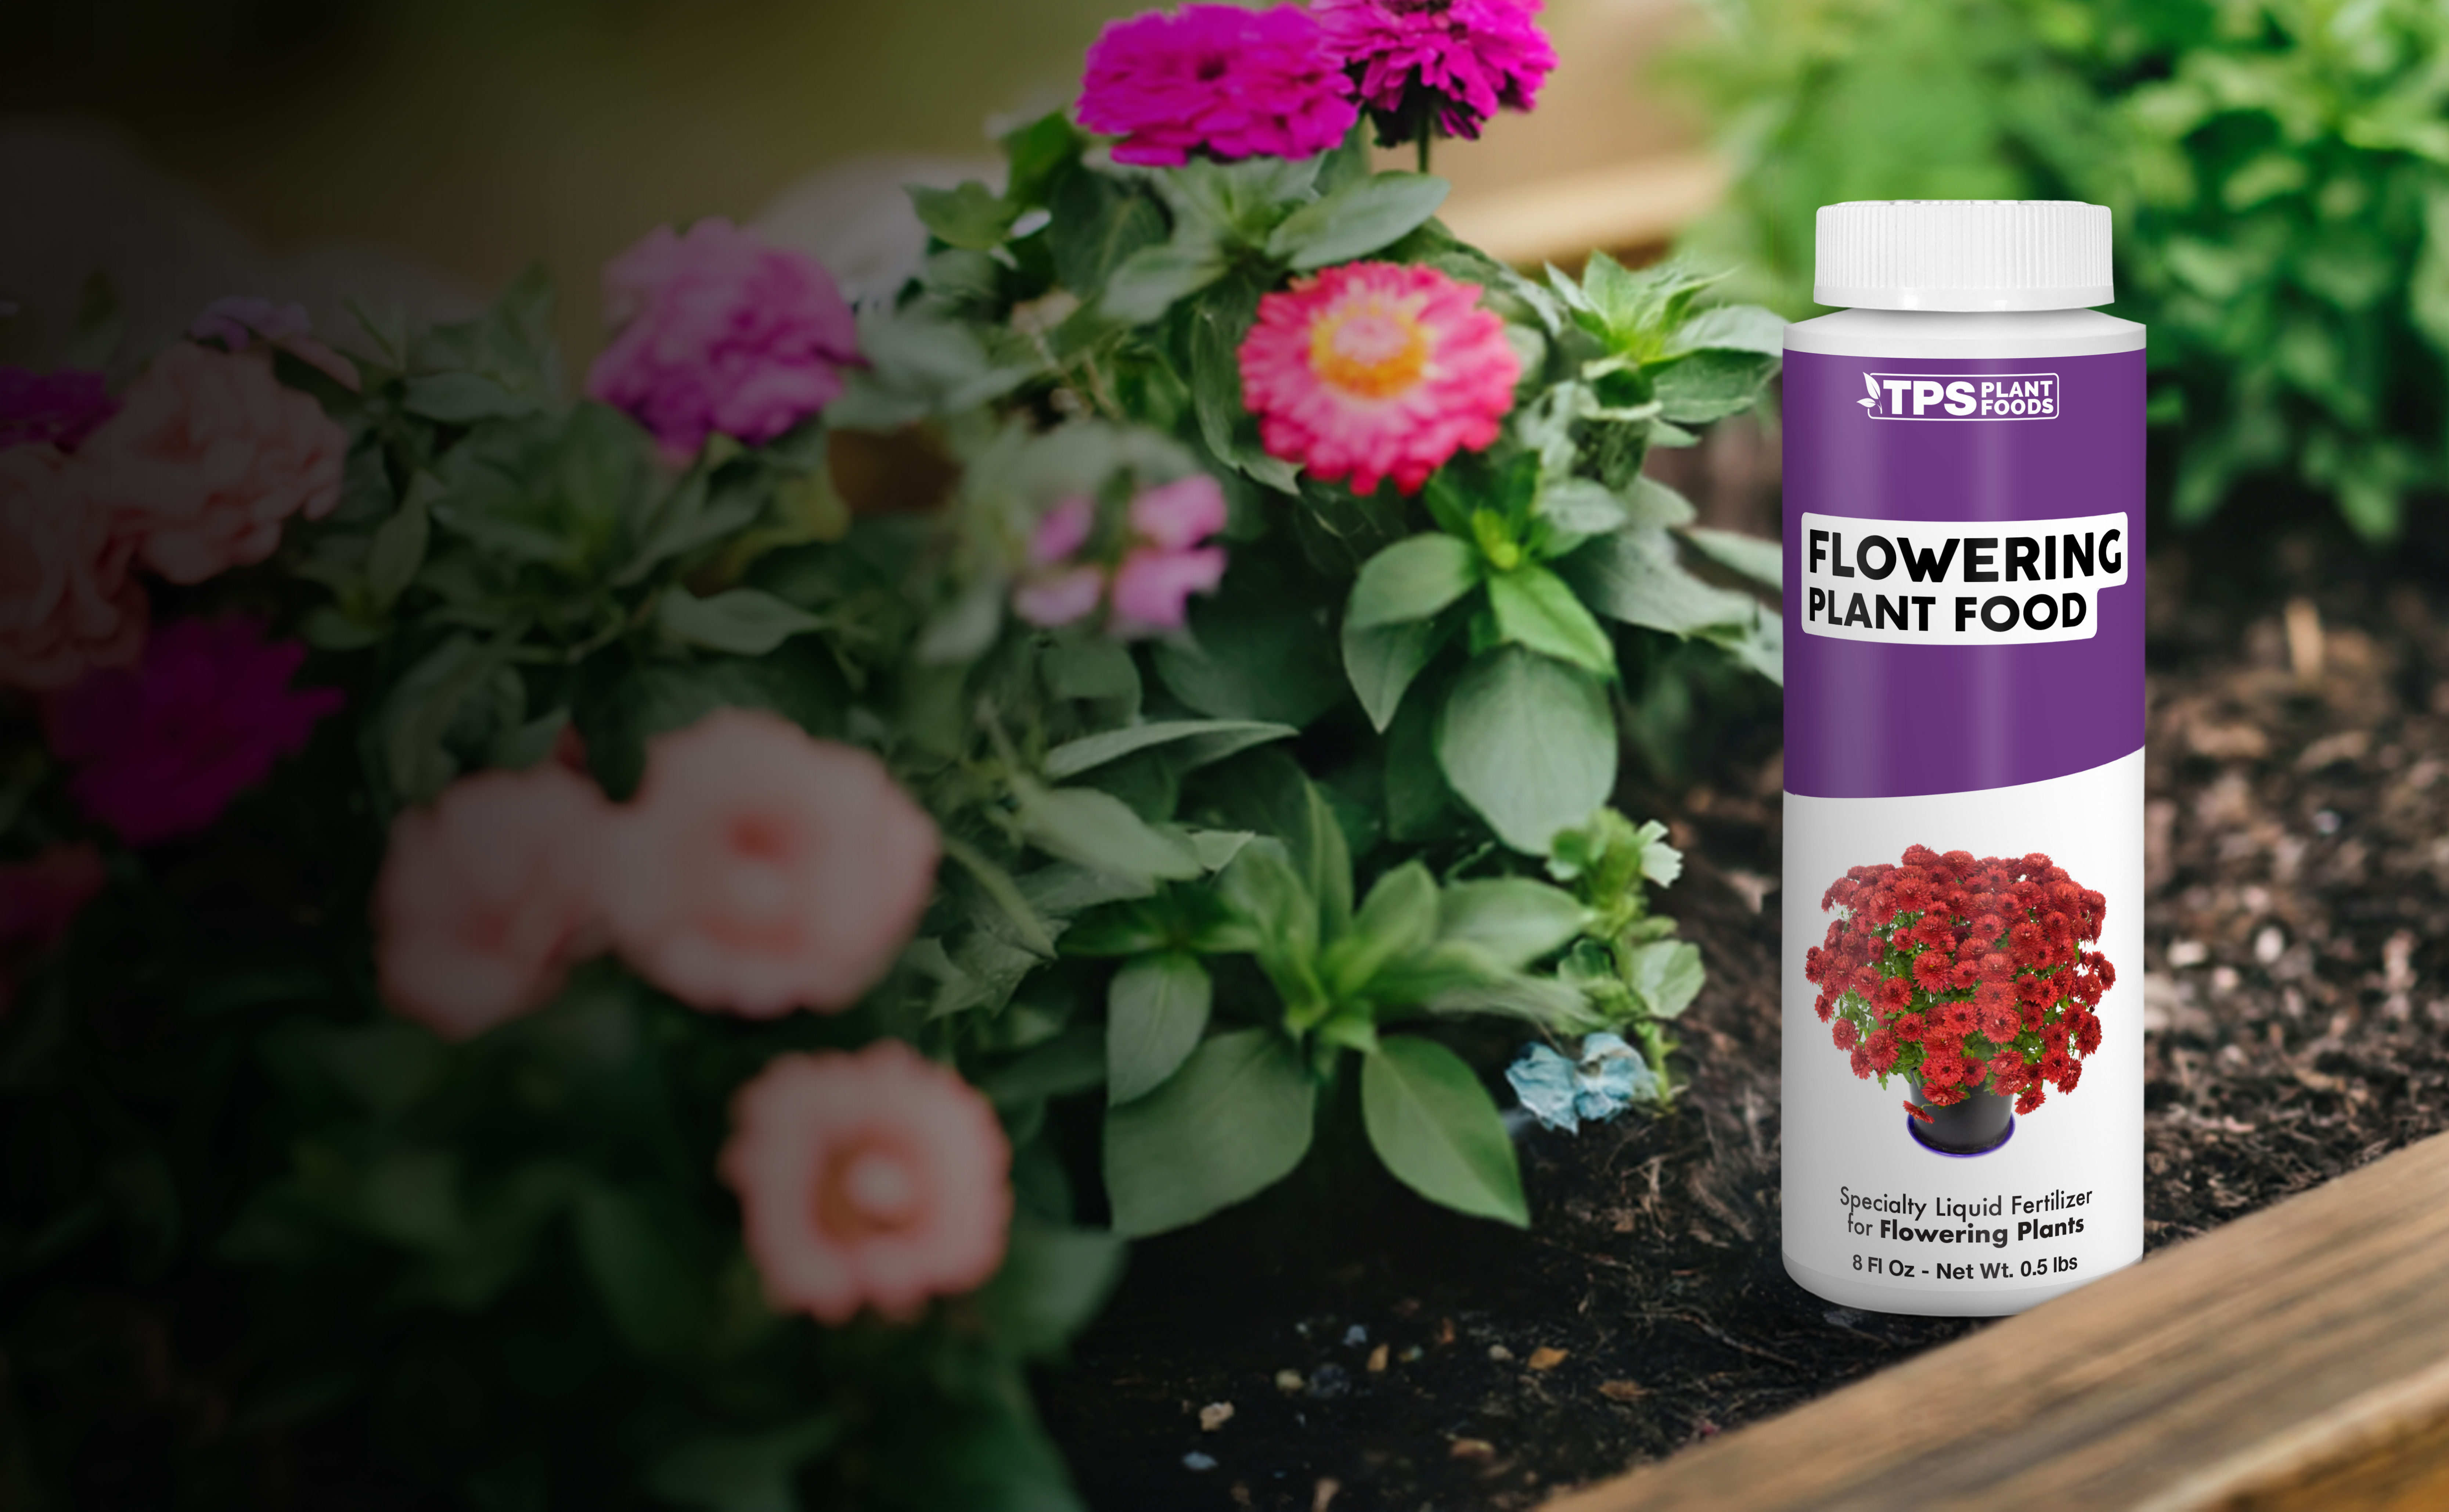 TPS PLANT FOODS
FLOWERING
PLANT FOOD
Specialty Liquid Fertilizer
for Flowering Plants
8 Fl Oz - Net Wt. 0.5 lbs